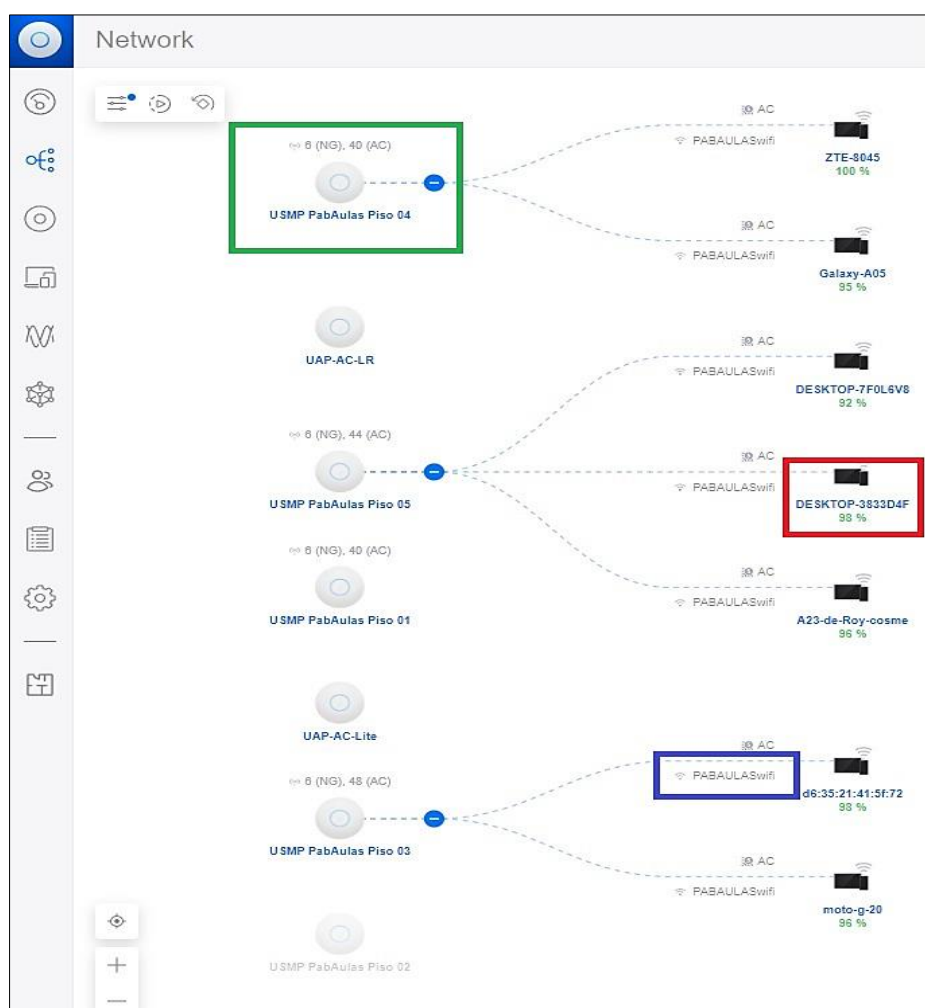 Network
6 (NG), 40 (AC)
USMP PabAulas Piso 04
AC
PABAULASwifi
ZTE-8045
100 %
AC
PABAULASwifi
Galaxy-A05
95 %
UAP-AC-LR
AC
PABAULASwifi
DESKTOP-7F0L6V8
92 %
6 (NG), 44 (AC)
USMP PabAulas Piso 05
AC
PABAULASwifi
DESKTOP-3833D4F
98 %
6 (NG), 40 (AC)
USMP PabAulas Piso 01
AC
PABAULASwifi
A23-de-Roy-cosme
96 %
UAP-AC-Lite
AC
PABAULASwifi
d6:35:21:41:5f:72
98 %
6 (NG), 48 (AC)
USMP PabAulas Piso 03
AC
PABAULASwifi
moto-g-20
96 %
USMP PabAulas Piso 02